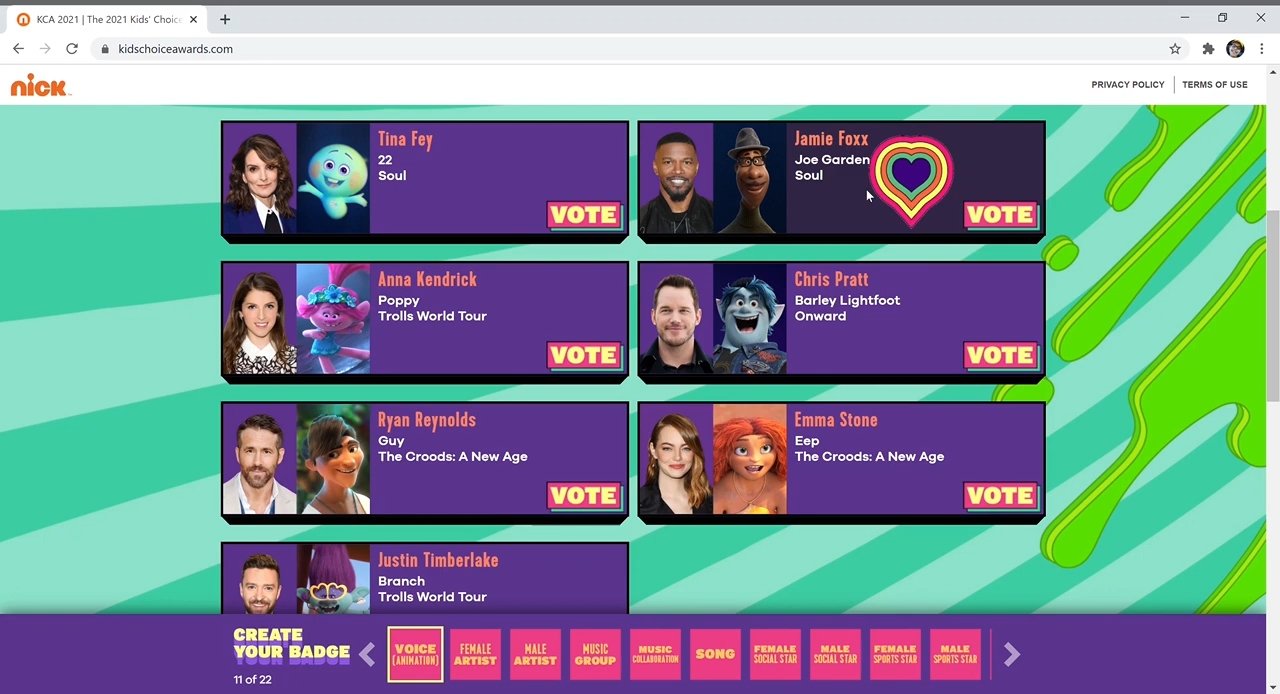 KCA 2021 | The 2021 Kids' Choice
kidschoiceawards.com
nick
PRIVACY POLICY
TERMS OF USE
Tina Fey
22
Soul
VOTE
Jamie Foxx
Joe Garden
Soul
VOTE
Anna Kendrick
Poppy
Trolls World Tour
VOTE
Chris Pratt
Barley Lightfoot
Onward
VOTE
Ryan Reynolds
Guy
The Croods: A New Age
VOTE
Emma Stone
Eep
The Croods: A New Age
VOTE
Justin Timberlake
Branch
Trolls World Tour
CREATE
YOUR BADGE
11 of 22
VOICE
(ANIMATION)
FEMALE
ARTIST
MALE
ARTIST
MUSIC
GROUP
MUSIC
COLLABORATION
SONG
FEMALE
SOCIAL STAR
MALE
SOCIAL STAR
FEMALE
SPORTS STAR
MALE
SPORTS STAR